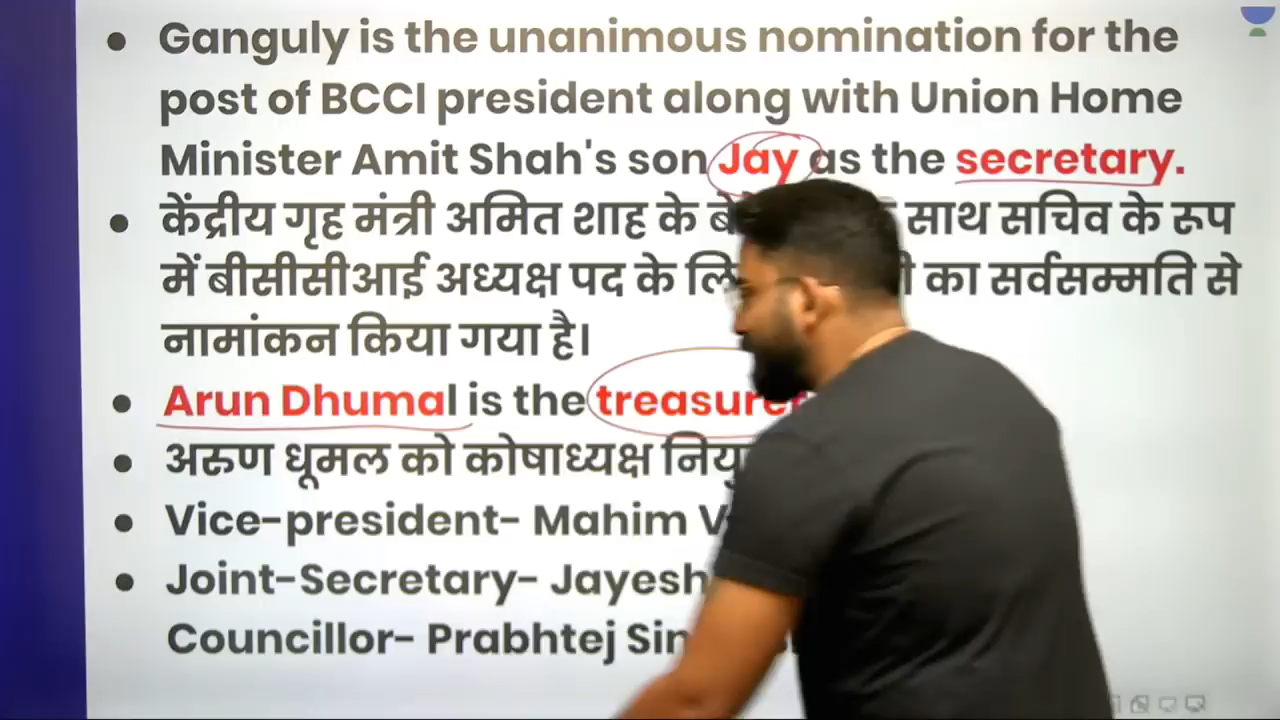 Ganguly is the unanimous nomination for the
post of BCCI president along with Union Home
Minister Amit Shah's son Jay as the secretary.
केंद्रीय गृह मंत्री अमित शाह के साथ सचिव के रूप
में बीसीसीआई अध्यक्ष पद के का सर्वसम्मति से
नामांकन किया गया है।
Arun Dhumal is the treasurer
अरुण धूमल को कोषाध्यक्ष
Vice-president- Mahim
Joint-Secretary- Jayesh
Councillor- Prabhtej